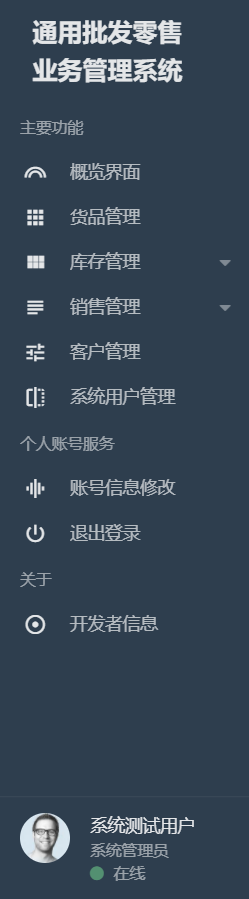 通用批发零售
业务管理系统
主要功能
概览界面
货品管理
库存管理
销售管理
客户管理
系统用户管理
个人账号服务
账号信息修改
退出登录
关于
开发者信息
系统测试用户
系统管理员
在线